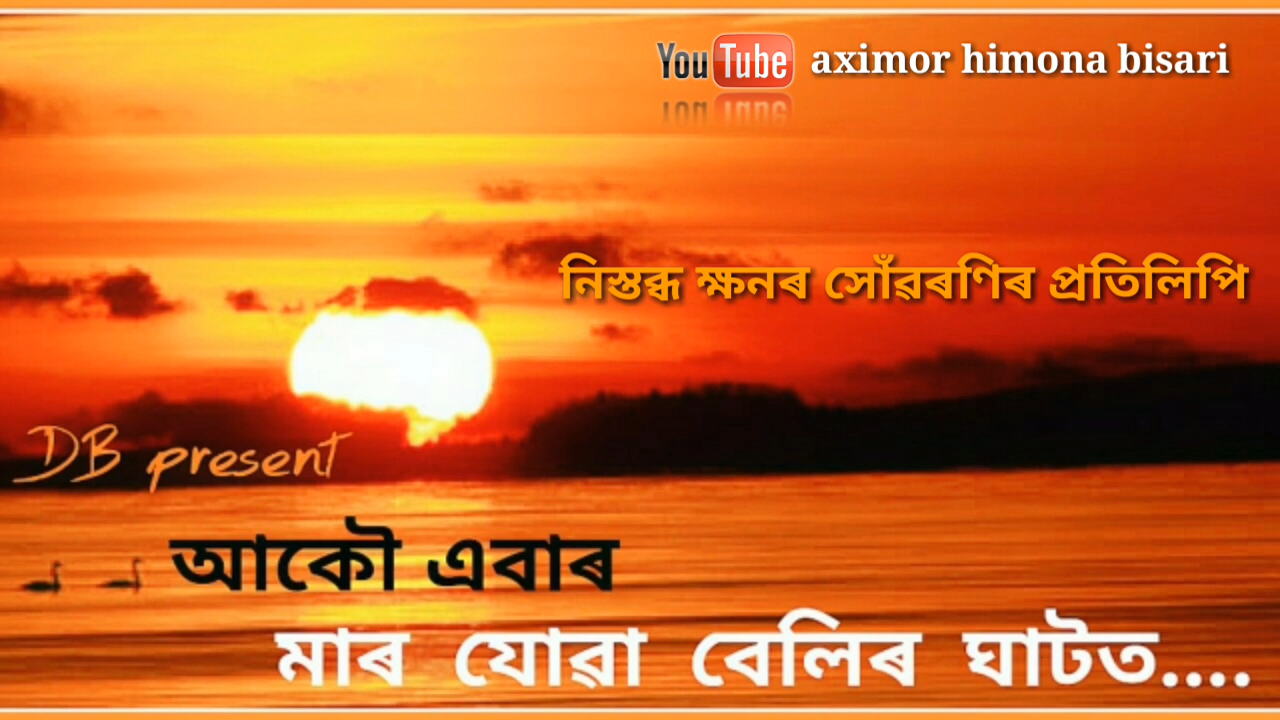 YouTube aximor himona bisari
নিস্তব্ধ ক্ষনৰ সোঁৱৰণিৰ প্ৰতিলিপি
DB present
আকৌ এবাৰ
মাৰ যোৱা বেলিৰ ঘাটত....